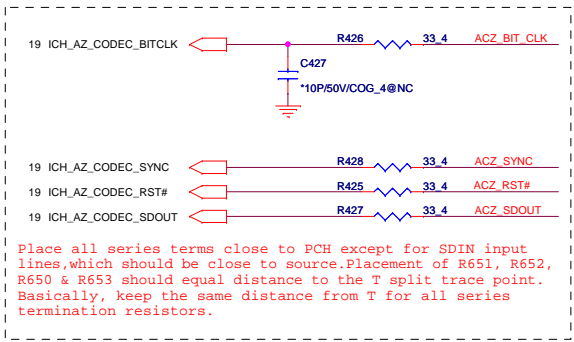 19 ICH_AZ_CODEC_BITCLK R426 33_4 ACZ_BIT_CLK
C427
*10P/50V/COG_4@NC
19 ICH_AZ_CODEC_SYNC R428 33_4 ACZ_SYNC
19 ICH_AZ_CODEC_RST# R425 33_4 ACZ_RST#
19 ICH_AZ_CODEC_SDOUT R427 33_4 ACZ_SDOUT
Place all series terms close to PCH except for SDIN input
lines,which should be close to source.Placement of R651, R652,
R650 & R653 should equal distance to the T split trace point.
Basically, keep the same distance from T for all series
termination resistors.